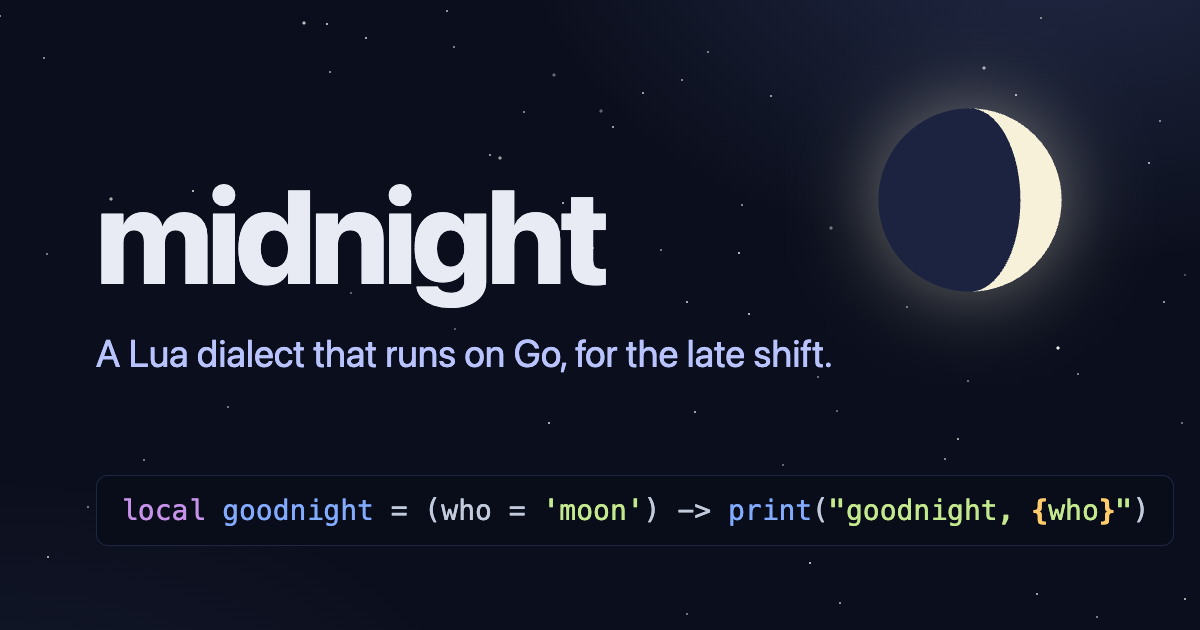 midnight
A Lua dialect that runs on Go, for the late shift.
local goodnight = (who = 'moon') -> print("goodnight, {who}")